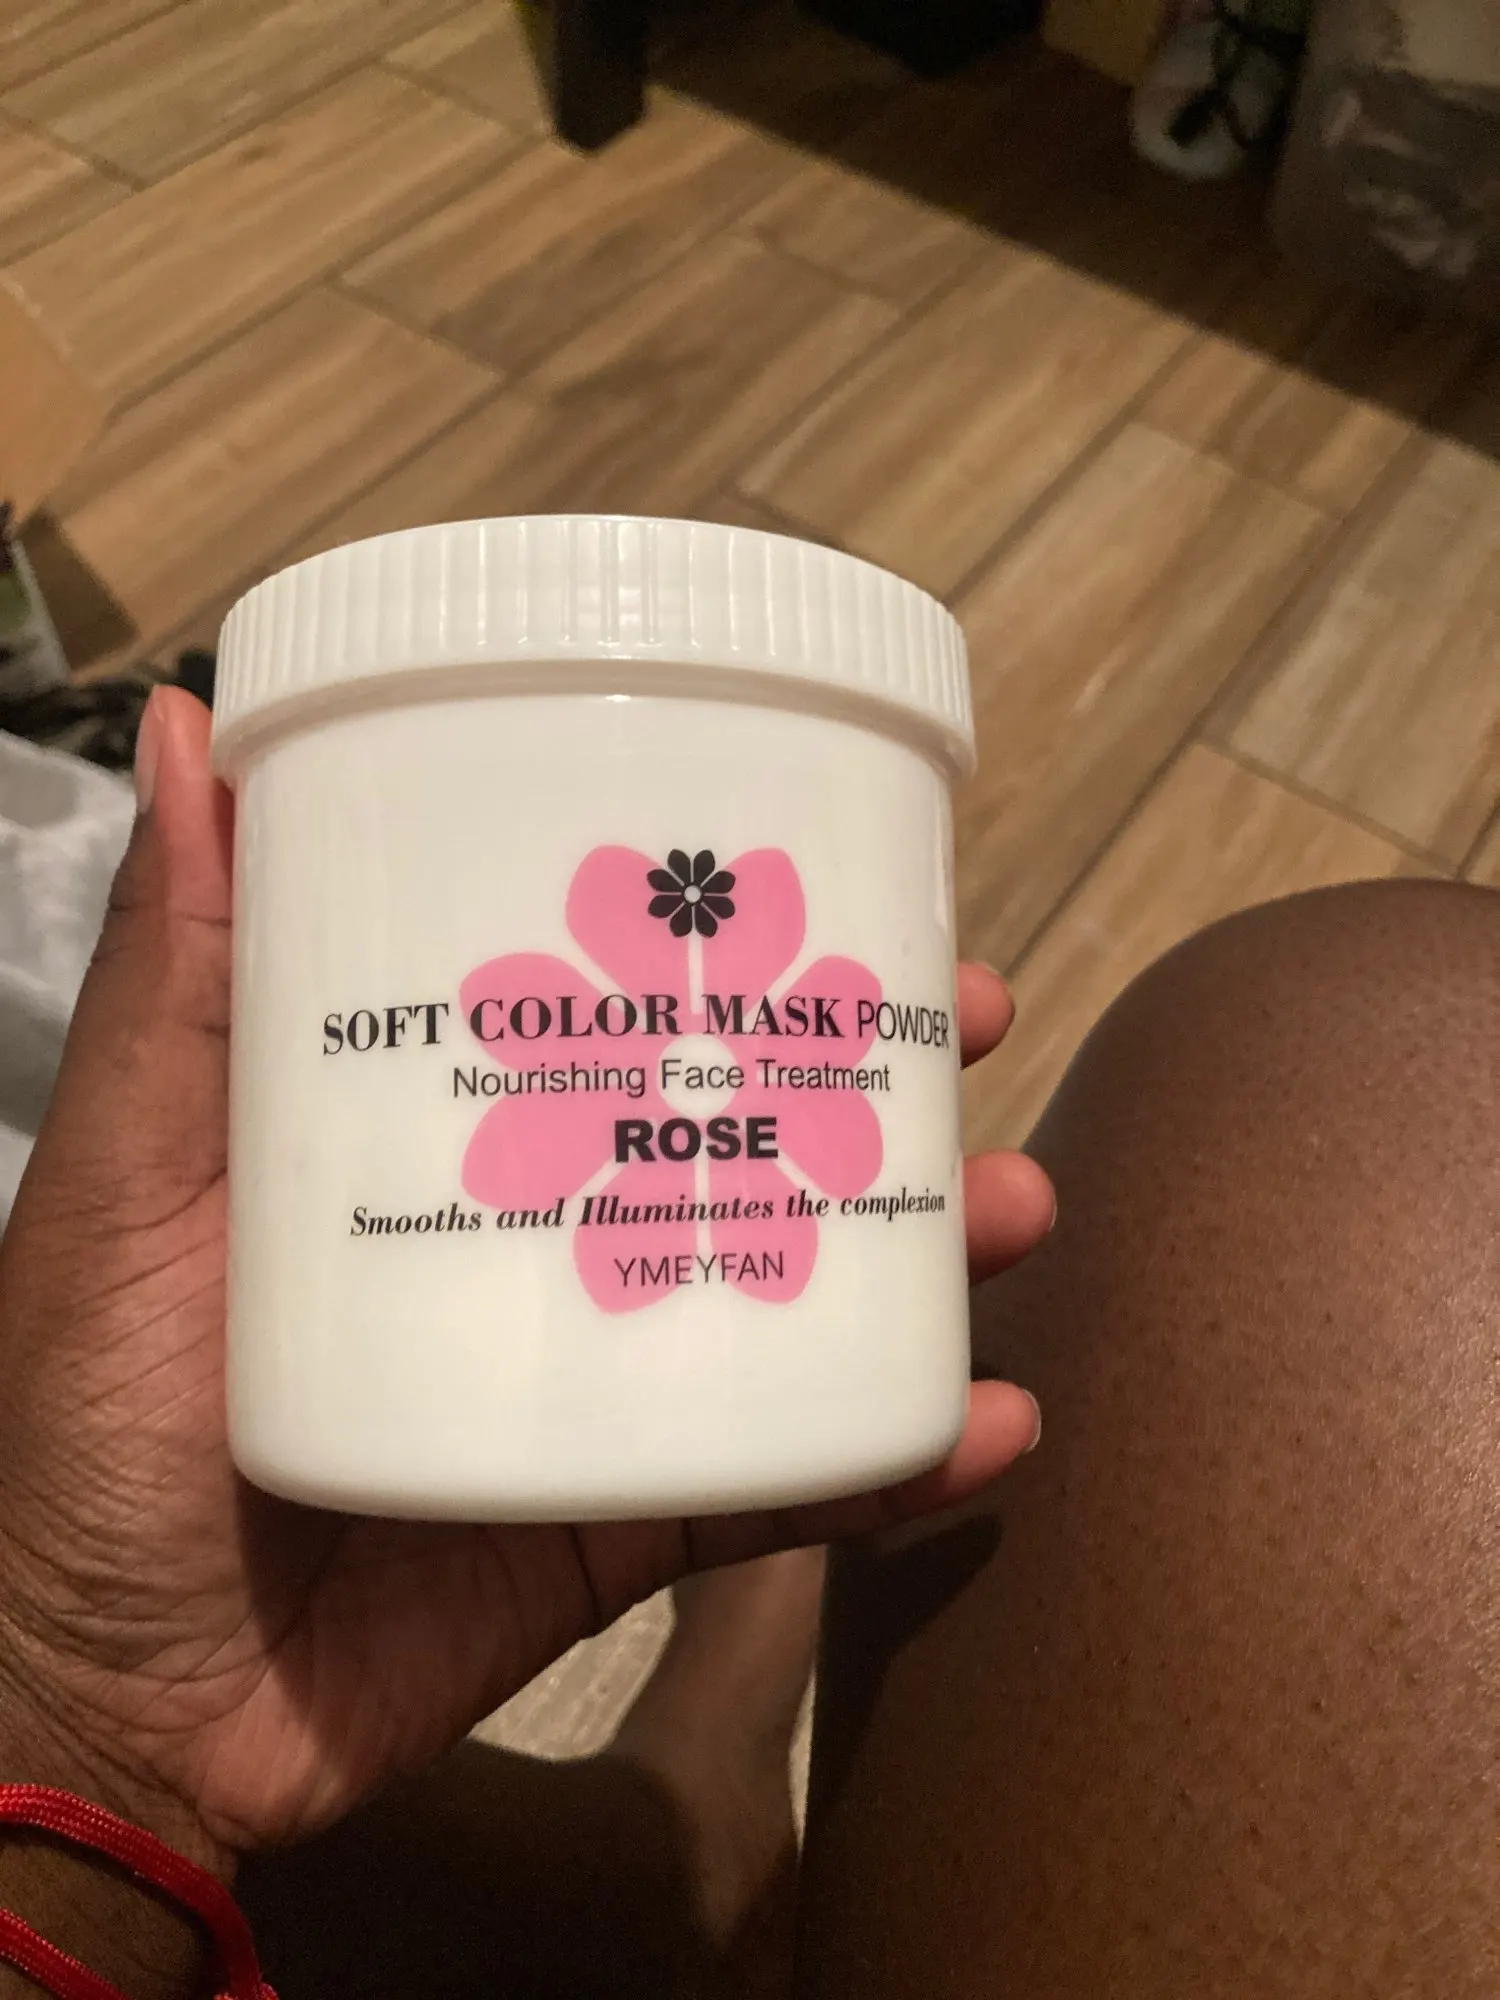 SOFT COLOR MASK POWDER
Nourishing Face Treatment
ROSE
Smooths and Illuminates the complexion
YMEYFAN